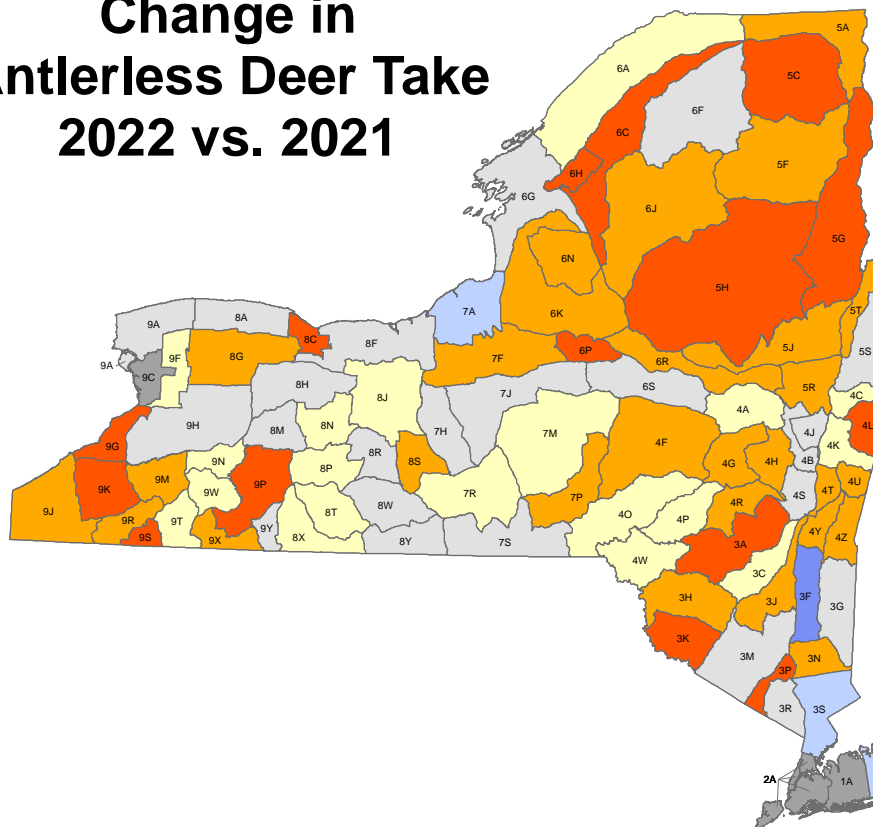 Change in
Antlerless Deer Take
2022 vs. 2021
5A
6A
5C
6F
6C
5F
6H
6G
6J
5G
6N
5H
7A
9A
8A
6K
5T
8C
8F
9A
9F
8G
7F
6P
6R
5J
5S
9C
8H
7J
6S
5R
8J
4A
4C
9H
8M
8N
7H
7M
4J
4L
9G
8R
4F
4K
9N
8P
8S
4G
4H
4B
9K
9M
9P
9W
7R
7P
4R
4S
4T
4U
9J
9R
9T
8T
8W
4O
4P
9S
9X
9Y
8X
8Y
7S
3A
4Y
4Z
4W
3C
3H
3J
3F
3G
3K
3M
3N
3P
3R
3S
2A
1A